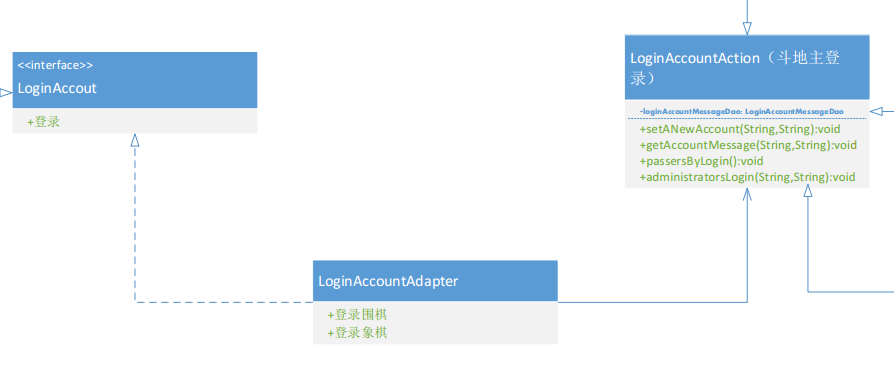 <<interface>>
LoginAccout
+登录
LoginAccountAction（斗地主登
录）
-loginAccountMessageDao: LoginAccountMessageDao
+setANewAccount(String,String):void
+getAccountMessage(String,String):void
+passersByLogin():void
+administratorsLogin(String,String):void
LoginAccountAdapter
+登录围棋
+登录象棋